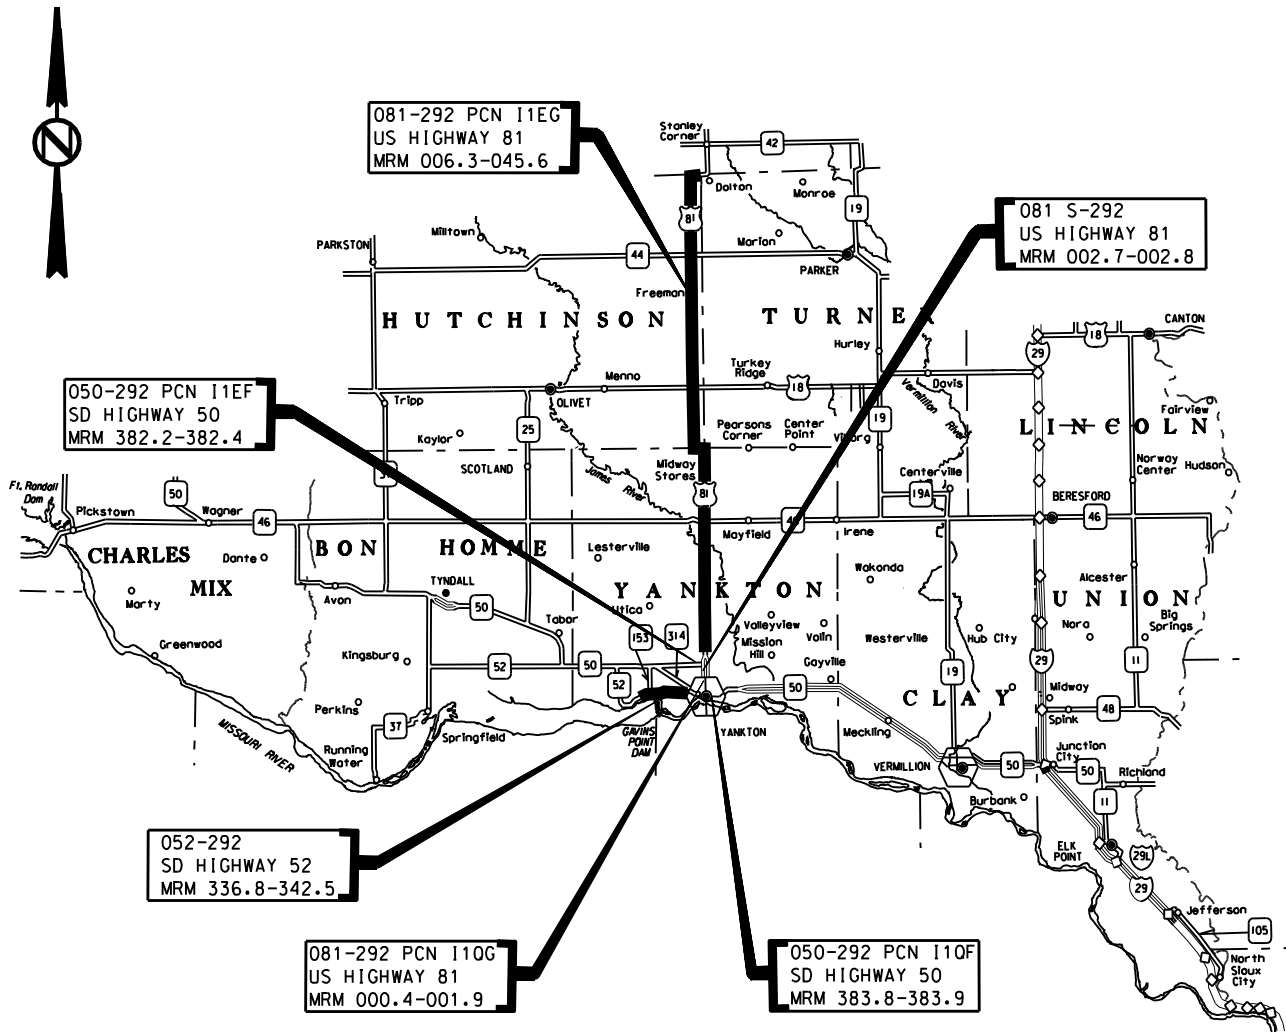 N
081-292 PCN I1EG
US HIGHWAY 81
MRM 006.3-045.6
Stanley
Corner
42
Dolton
Monroe
19
81
081 S-292
US HIGHWAY 81
MRM 002.7-002.8
Milltown
PARKSTON
Marion
44
PARKER
Freeman
HUTCHINSON
TURNER
CANTON
18
29
Hurley
Turkey
Ridge
Menno
18
Davis
050-292 PCN I1EF
SD HIGHWAY 50
MRM 382.2-382.4
Tripp
OLIVET
Vermillion
River
Fairview
LINCOLN
25
Kaylor
Pearsons
Corner
Center
Point
19
Viborg
SCOTLAND
Midway
Stores
James River
Norway
Center
Hudson
Centerville
Ft. Randall
Dam
50
81
19A
BERESFORD
Pickstown
Wagner
46
Mayfield
Irene
46
CHARLES
MIX
BON HOMME
Dante
Lesterville
Wakonda
Alcester
TYNDALL
YANKTON
UNION
Marty
Avon
50
Utica
Tabor
Valleyview
Volin
Westerville
Hub City
Nora
Big
Springs
153
314
Mission
Hill
Greenwood
Kingsburg
52
50
Gayville
19
29
11
52
50
CLAY
Midway
Spink
48
Perkins
37
Springfield
MISSOURI RIVER
Running
Water
GAVINS
POINT
DAM
YANKTON
Meckling
VERMILLION
50
Junction
City
50
Richland
Burbank
11
052-292
SD HIGHWAY 52
MRM 336.8-342.5
ELK
POINT
29L
29
Jefferson
105
North
Sioux
City
081-292 PCN I1QG
US HIGHWAY 81
MRM 000.4-001.9
050-292 PCN I1QF
SD HIGHWAY 50
MRM 383.8-383.9